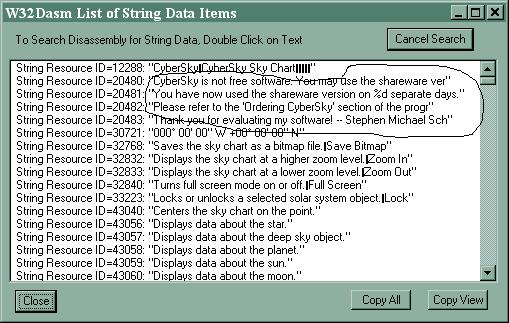 W32Dasm List of String Data Items
To Search Disassembly for String Data, Double Click on Text
Cancel Search
String Resource ID=12288: "CyberSky|CyberSky Sky Chart|||||"
String Resource ID=20480: "CyberSky is not free software. You may use the shareware ver"
String Resource ID=20481: "You have now used the shareware version on %d separate days."
String Resource ID=20482: "Please refer to the 'Ordering CyberSky' section of the progr"
String Resource ID=20483: "Thank you for evaluating my software! -- Stephen Michael Sch"
String Resource ID=30721: "000° 00' 00" W +00° 00' 00" N"
String Resource ID=32768: "Saves the sky chart as a bitmap file.|Save Bitmap"
String Resource ID=32832: "Displays the sky chart at a higher zoom level.|Zoom In"
String Resource ID=32833: "Displays the sky chart at a lower zoom level.|Zoom Out"
String Resource ID=32840: "Turns full screen mode on or off.|Full Screen"
String Resource ID=33223: "Locks or unlocks a selected solar system object.|Lock"
String Resource ID=43040: "Centers the sky chart on the point."
String Resource ID=43056: "Displays data about the star."
String Resource ID=43057: "Displays data about the deep sky object."
String Resource ID=43058: "Displays data about the planet."
String Resource ID=43059: "Displays data about the sun."
String Resource ID=43060: "Displays data about the moon."
Close
Copy All
Copy View